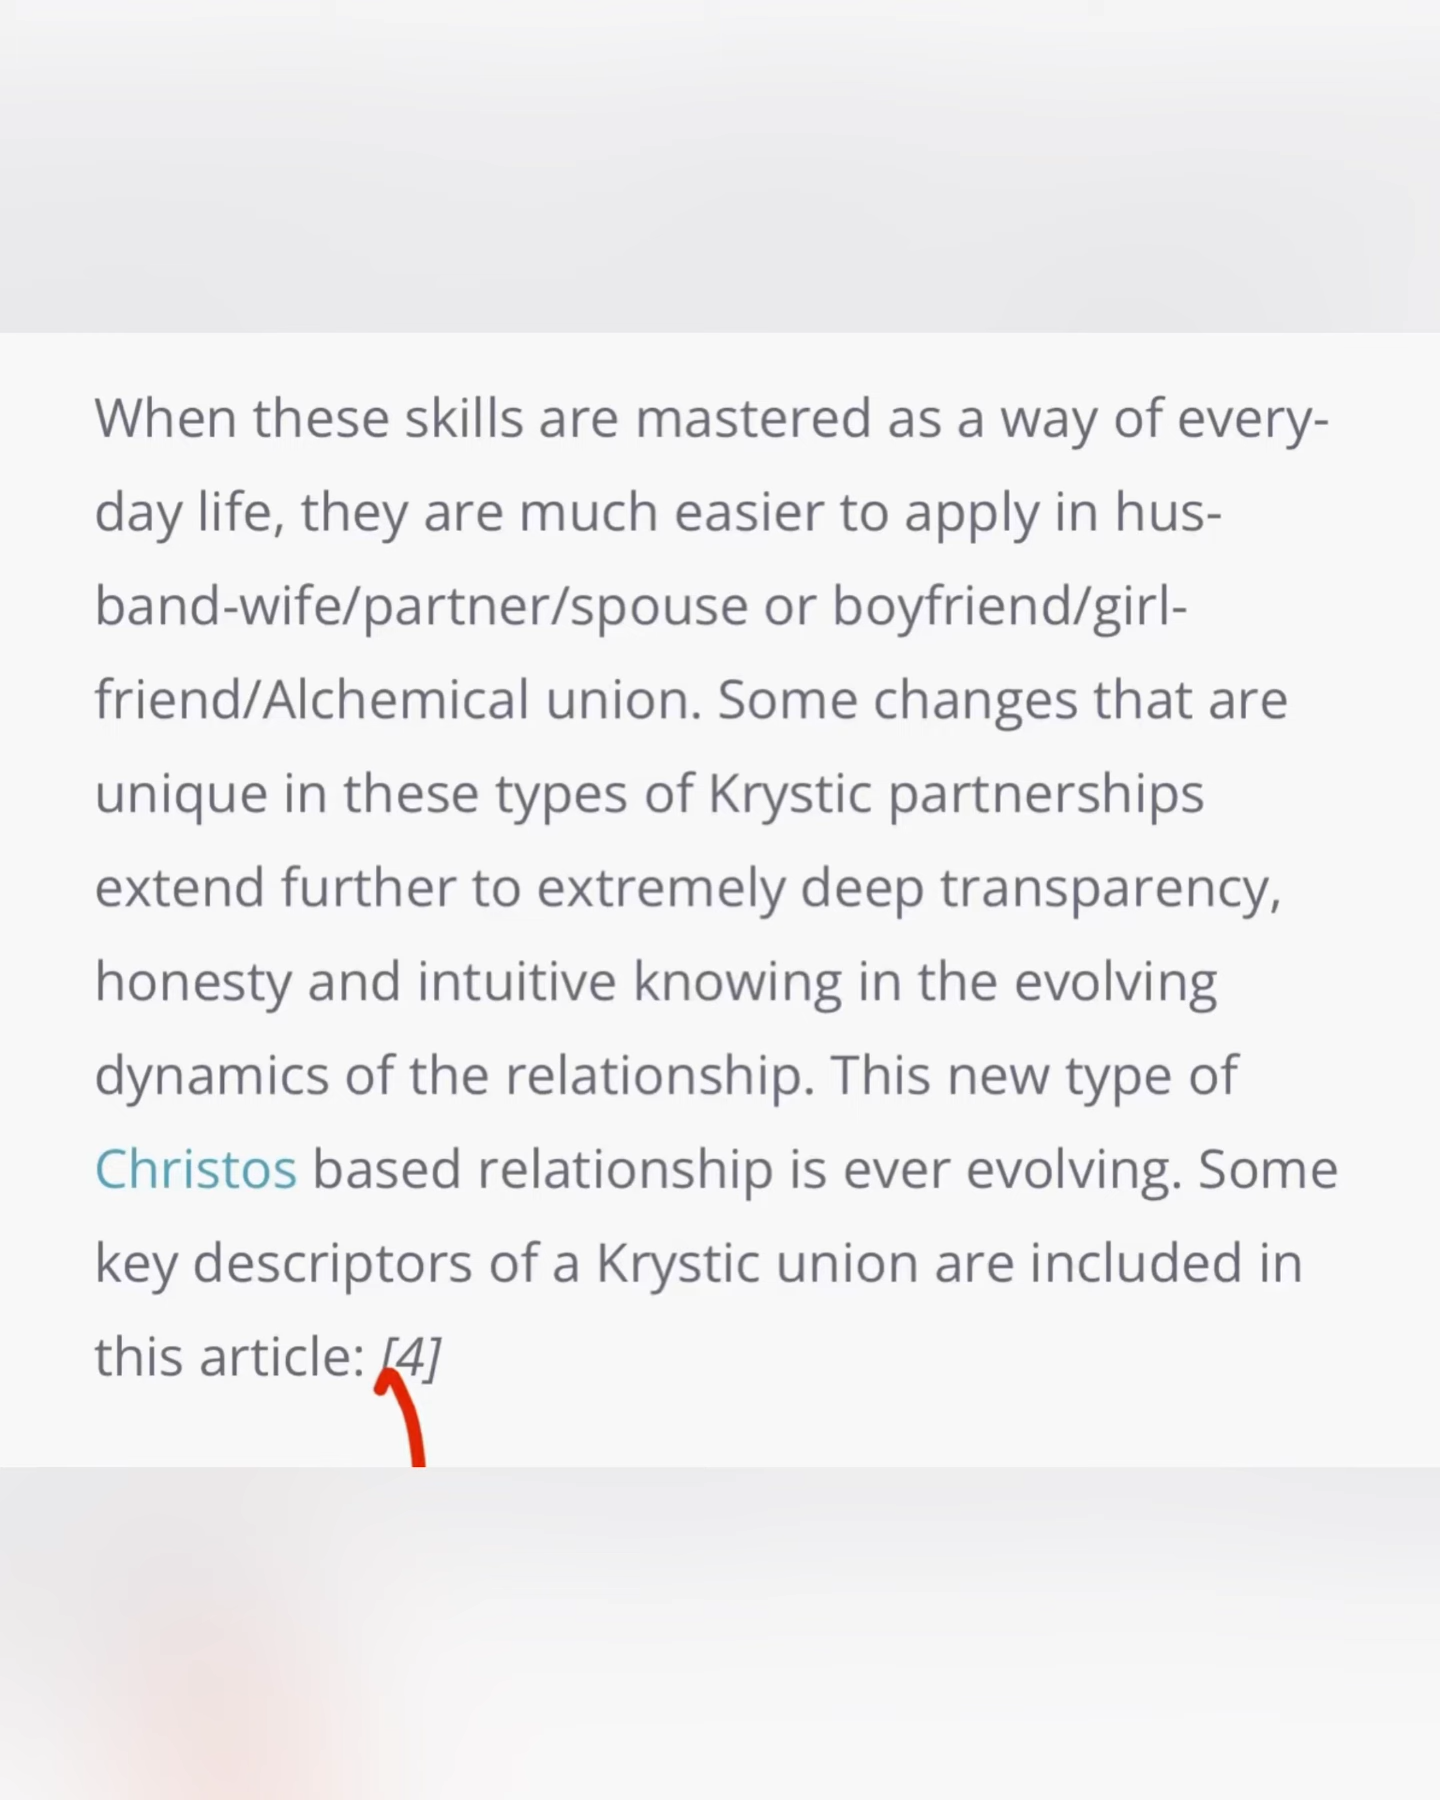 When these skills are mastered as a way of every-
day life, they are much easier to apply in hus-
band-wife/partner/spouse or boyfriend/girl-
friend/Alchemical union. Some changes that are
unique in these types of Krystic partnerships
extend further to extremely deep transparency,
honesty and intuitive knowing in the evolving
dynamics of the relationship. This new type of
Christos based relationship is ever evolving. Some
key descriptors of a Krystic union are included in
this article: [4]